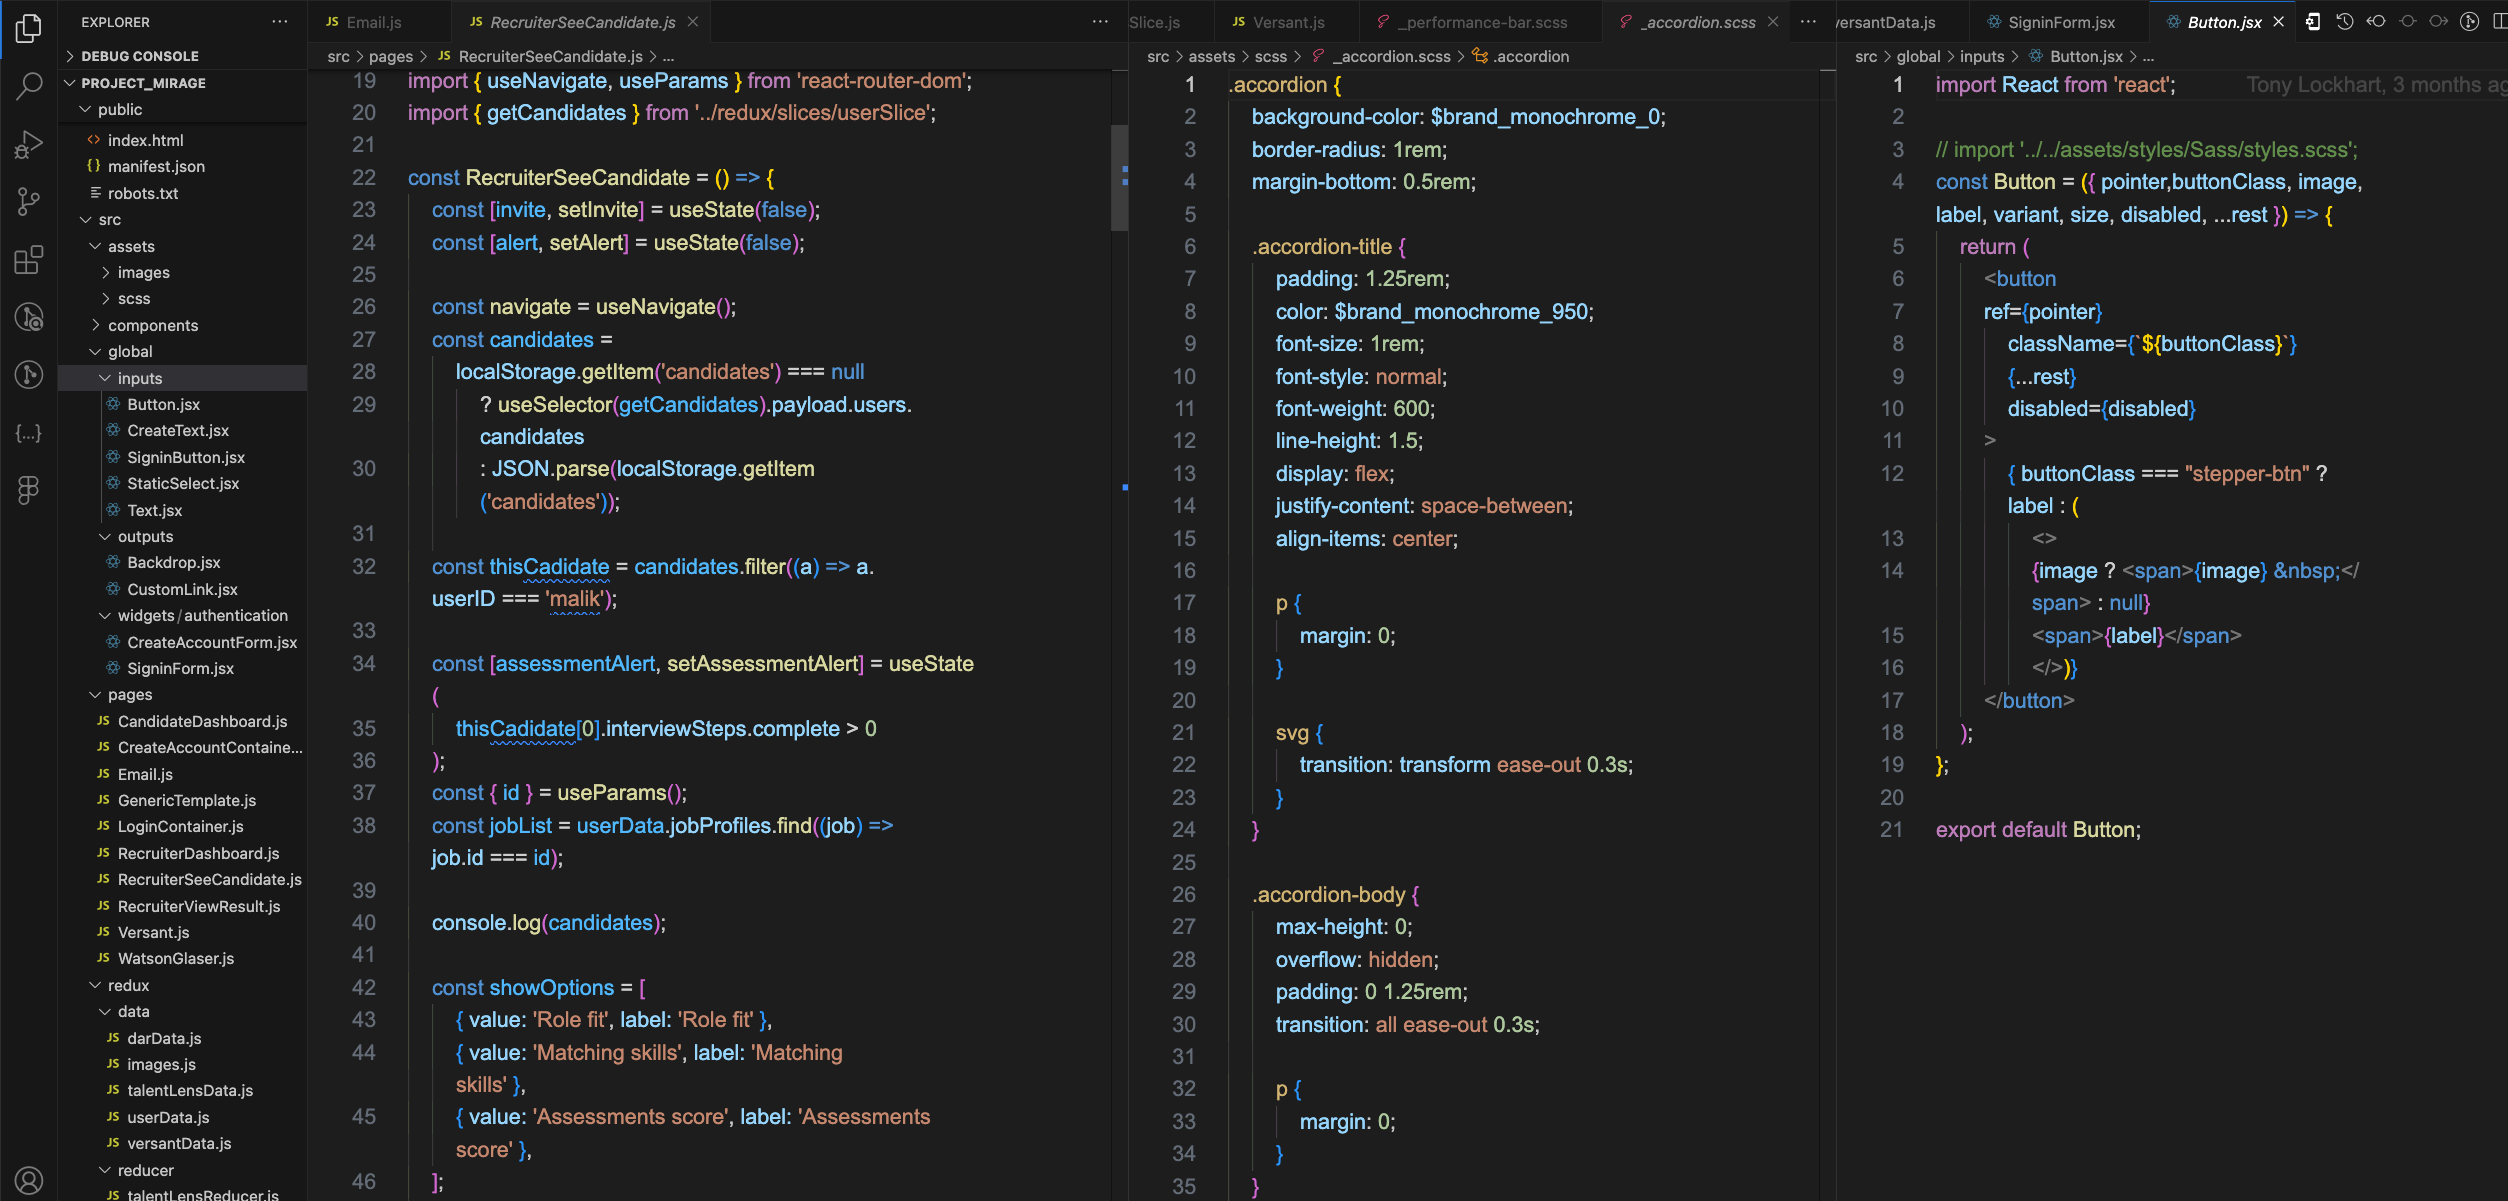 EXPLORER
DEBUG CONSOLE
PROJECT_MIRAGE
public
index.html
manifest.json
robots.txt
src
assets
images
scss
components
global
inputs
Button.jsx
CreateText.jsx
SigninButton.jsx
StaticSelect.jsx
Text.jsx
outputs
Backdrop.jsx
CustomLink.jsx
widgets/authentication
CreateAccountForm.jsx
SigninForm.jsx
pages
JS CandidateDashboard.js
JS CreateAccountContaine...
JS Email.js
JS GenericTemplate.js
JS LoginContainer.js
JS RecruiterDashboard.js
JS RecruiterSeeCandidate.js
JS RecruiterViewResult.js
JS Versant.js
JS WatsonGlaser.js
redux
data
JS darData.js
JS images.js
JS talentLensData.js
JS userData.js
JS versantData.js
reducer
JS talentLensReducer.js
JS Email.js
JS RecruiterSeeCandidate.js
src > pages > JS RecruiterSeeCandidate.js > ...
19 import { useNavigate, useParams } from 'react-router-dom';
20 import { getCandidates } from '../redux/slices/userSlice';
21
22 const RecruiterSeeCandidate = () => {
23 const [invite, setInvite] = useState(false);
24 const [alert, setAlert] = useState(false);
25
26 const navigate = useNavigate();
27 const candidates =
28 localStorage.getItem('candidates') === null
29 ? useSelector(getCandidates).payload.users.
candidates
30 : JSON.parse(localStorage.getItem
('candidates'));
31
32 const thisCadidate = candidates.filter((a) => a.
userID === 'malik');
33
34 const [assessmentAlert, setAssessmentAlert] = useState
(
35 thisCadidate[0].interviewSteps.complete > 0
36 );
37 const { id } = useParams();
38 const jobList = userData.jobProfiles.find((job) =>
job.id === id);
39
40 console.log(candidates);
41
42 const showOptions = [
43 { value: 'Role fit', label: 'Role fit' },
44 { value: 'Matching skills', label: 'Matching
skills' },
45 { value: 'Assessments score', label: 'Assessments
score' },
46 ];
Slice.js
JS Versant.js
_performance-bar.scss
_accordion.scss
src > assets > scss > _accordion.scss > .accordion
1 .accordion {
2 background-color: $brand_monochrome_0;
3 border-radius: 1rem;
4 margin-bottom: 0.5rem;
5
6 .accordion-title {
7 padding: 1.25rem;
8 color: $brand_monochrome_950;
9 font-size: 1rem;
10 font-style: normal;
11 font-weight: 600;
12 line-height: 1.5;
13 display: flex;
14 justify-content: space-between;
15 align-items: center;
16
17 p {
18 margin: 0;
19 }
20
21 svg {
22 transition: transform ease-out 0.3s;
23 }
24 }
25
26 .accordion-body {
27 max-height: 0;
28 overflow: hidden;
29 padding: 0 1.25rem;
30 transition: all ease-out 0.3s;
31
32 p {
33 margin: 0;
34 }
35 }
versantData.js
SigninForm.jsx
Button.jsx
src > global > inputs > Button.jsx > ...
1 import React from 'react'; Tony Lockhart, 3 months ag
2
3 // import '../../assets/styles/Sass/styles.scss';
4 const Button = ({ pointer,buttonClass, image,
label, variant, size, disabled, ...rest }) => {
5 return (
6 <button
7 ref={pointer}
8 className={`${buttonClass}`}
9 {...rest}
10 disabled={disabled}
11 >
12 { buttonClass === "stepper-btn" ?
label : (
13 <>
14 {image ? <span>{image} &nbsp;</
span> : null}
15 <span>{label}</span>
16 </>)}
17 </button>
18 );
19 };
20
21 export default Button;